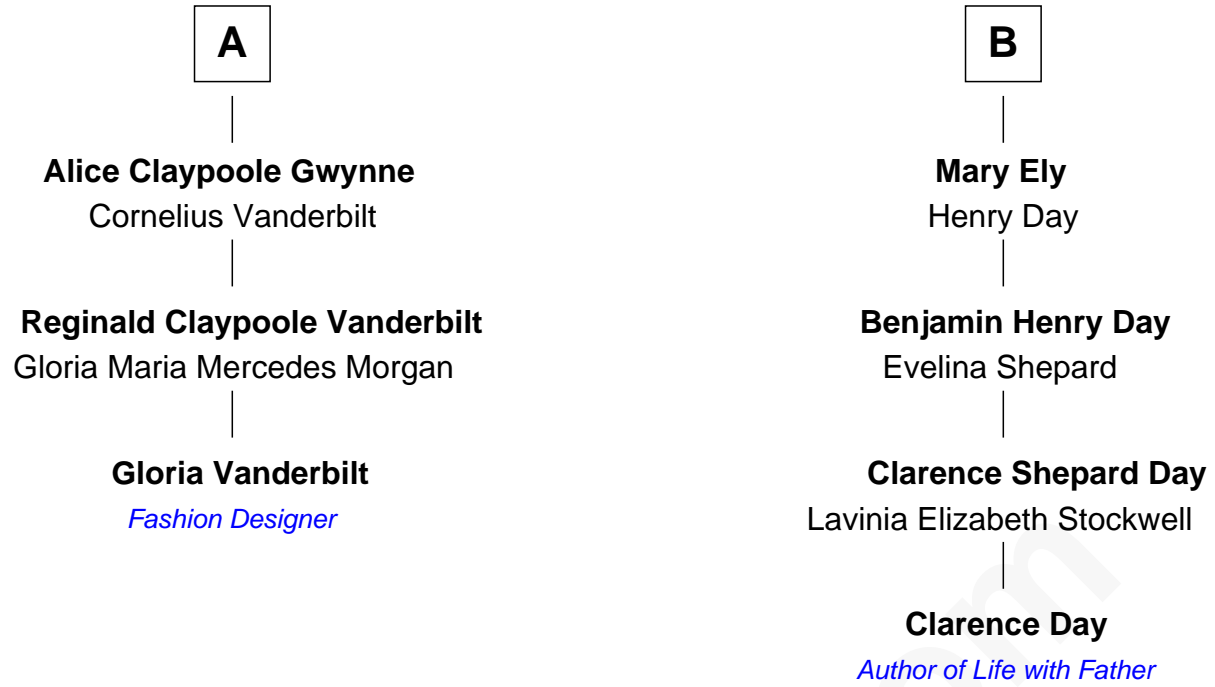 A
Alice Claypoole Gwynne
Cornelius Vanderbilt
Reginald Claypoole Vanderbilt
Gloria Maria Mercedes Morgan
Gloria Vanderbilt
Fashion Designer
B
Mary Ely
Henry Day
Benjamin Henry Day
Evelina Shepard
Clarence Shepard Day
Lavinia Elizabeth Stockwell
Clarence Day
Author of Life with Father